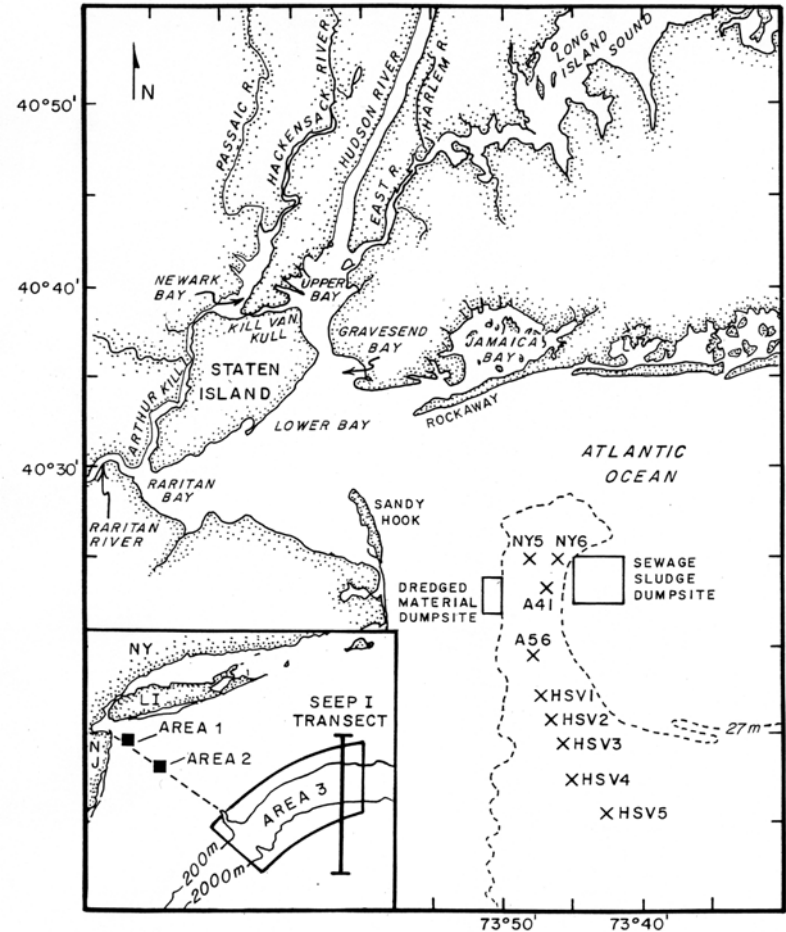 N
PASSAIC R.
HACKENSACK RIVER
HUDSON RIVER
HARLEM R.
EAST R.
LONG ISLAND SOUND
40°50'
40°40'
40°30'
NEWARK BAY
UPPER BAY
KILL VAN KULL
GRAVESEND BAY
JAMAICA BAY
STATEN ISLAND
ARTHUR KILL
ROCKAWAY
LOWER BAY
ATLANTIC OCEAN
RARITAN BAY
RARITAN RIVER
SANDY HOOK
NY5
NY6
DREDGED MATERIAL DUMPSITE
SEWAGE SLUDGE DUMPSITE
A41
A56
HSV1
HSV2
HSV3
HSV4
HSV5
27m
NY
LI
NJ
AREA 1
AREA 2
AREA 3
SEEP I TRANSECT
200m
2000m
73°50'
73°40'